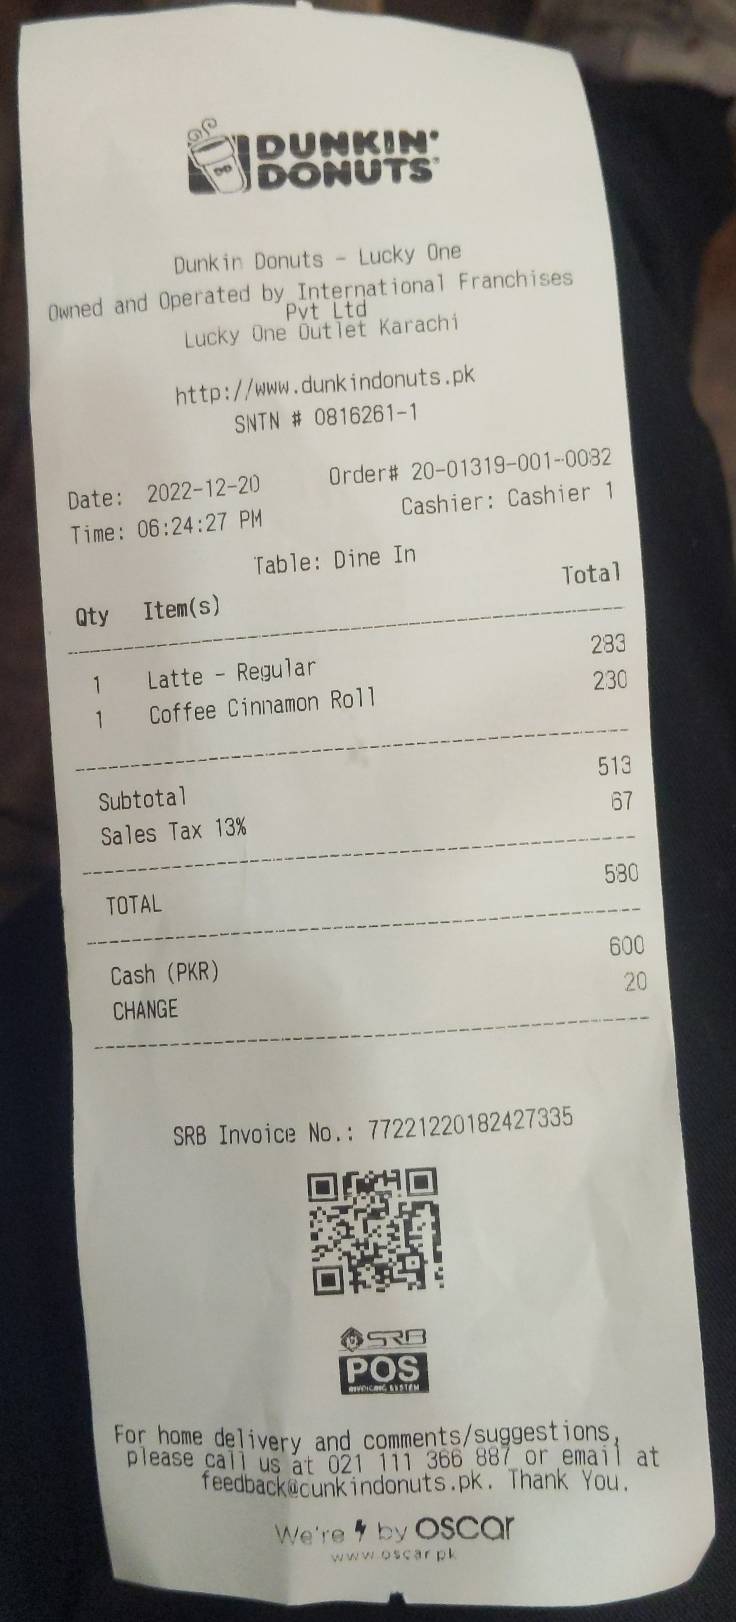 DUNKIN'
DONUTS
Dunkin Donuts - Lucky One
Owned and Operated by International Franchises
Pvt Ltd
Lucky One Outlet Karachi
http://www.dunkindonuts.pk
SNTN # 0816261-1
Date: 2022-12-20 Order# 20-01319-001-0082
Time: 06:24:27 PM Cashier: Cashier 1
Table: Dine In
Qty Item(s) Total
1 Latte - Regular 283
1 Coffee Cinnamon Roll 230
Subtotal 513
Sales Tax 13% 67
TOTAL 580
Cash (PKR) 600
CHANGE 20
SRB Invoice No.: 77221220182427335
SRB
POS
INVOICING SYSTEM
For home delivery and comments/suggestions,
please call us at 021 111 366 887 or email at
feedback@cunkindonuts.pk. Thank You.
We're by oscar
www.oscar.pk